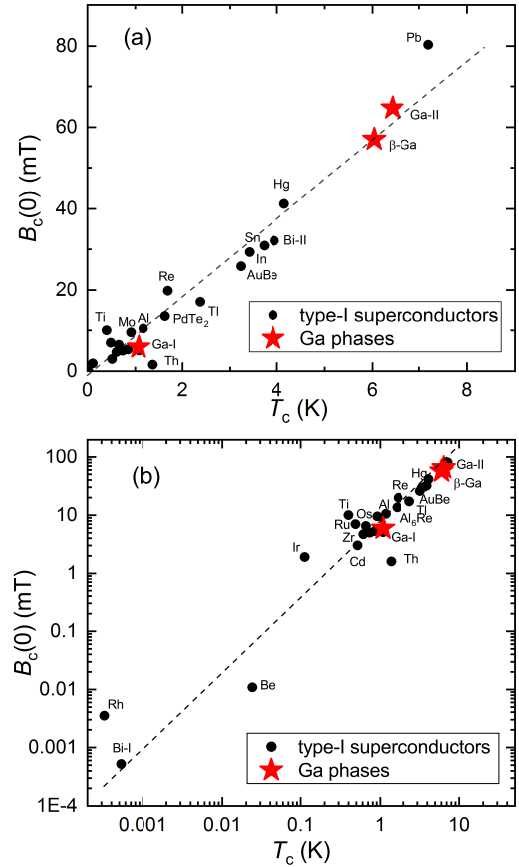 (a)
80
60
40
20
0
B_c(0) (mT)
Pb
Ga-II
β-Ga
Hg
Sn
Bi-II
In
AuBe
Re
Tl
PdTe₂
Ti
Mo
Al
Ga-I
Th
type-I superconductors
Ga phases
0
2
4
6
8
T_c (K)
(b)
100
10
1
0.1
0.01
0.001
1E-4
B_c(0) (mT)
Hg
Ga-II
β-Ga
Re
AuBe
Ti
Al
Tl
Os
Al₆Re
Ru
Ga-I
Zr
Ir
Cd
Th
Be
Rh
Bi-I
type-I superconductors
Ga phases
0.001
0.01
0.1
1
10
T_c (K)